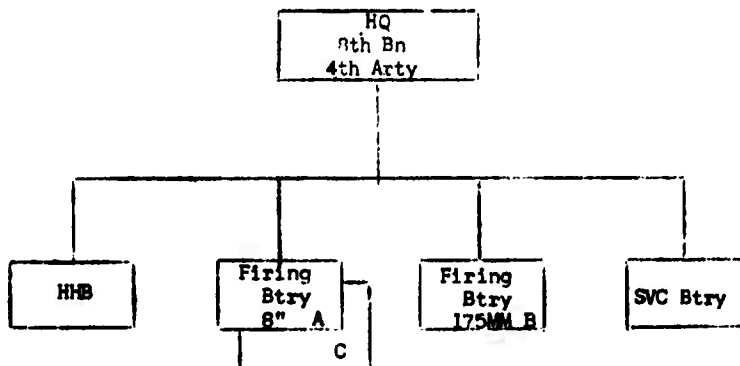 HQ
8th Bn
4th Arty
HHB
Firing
Btry
8" A
C
Firing
Btry
175MM B
SVC Btry